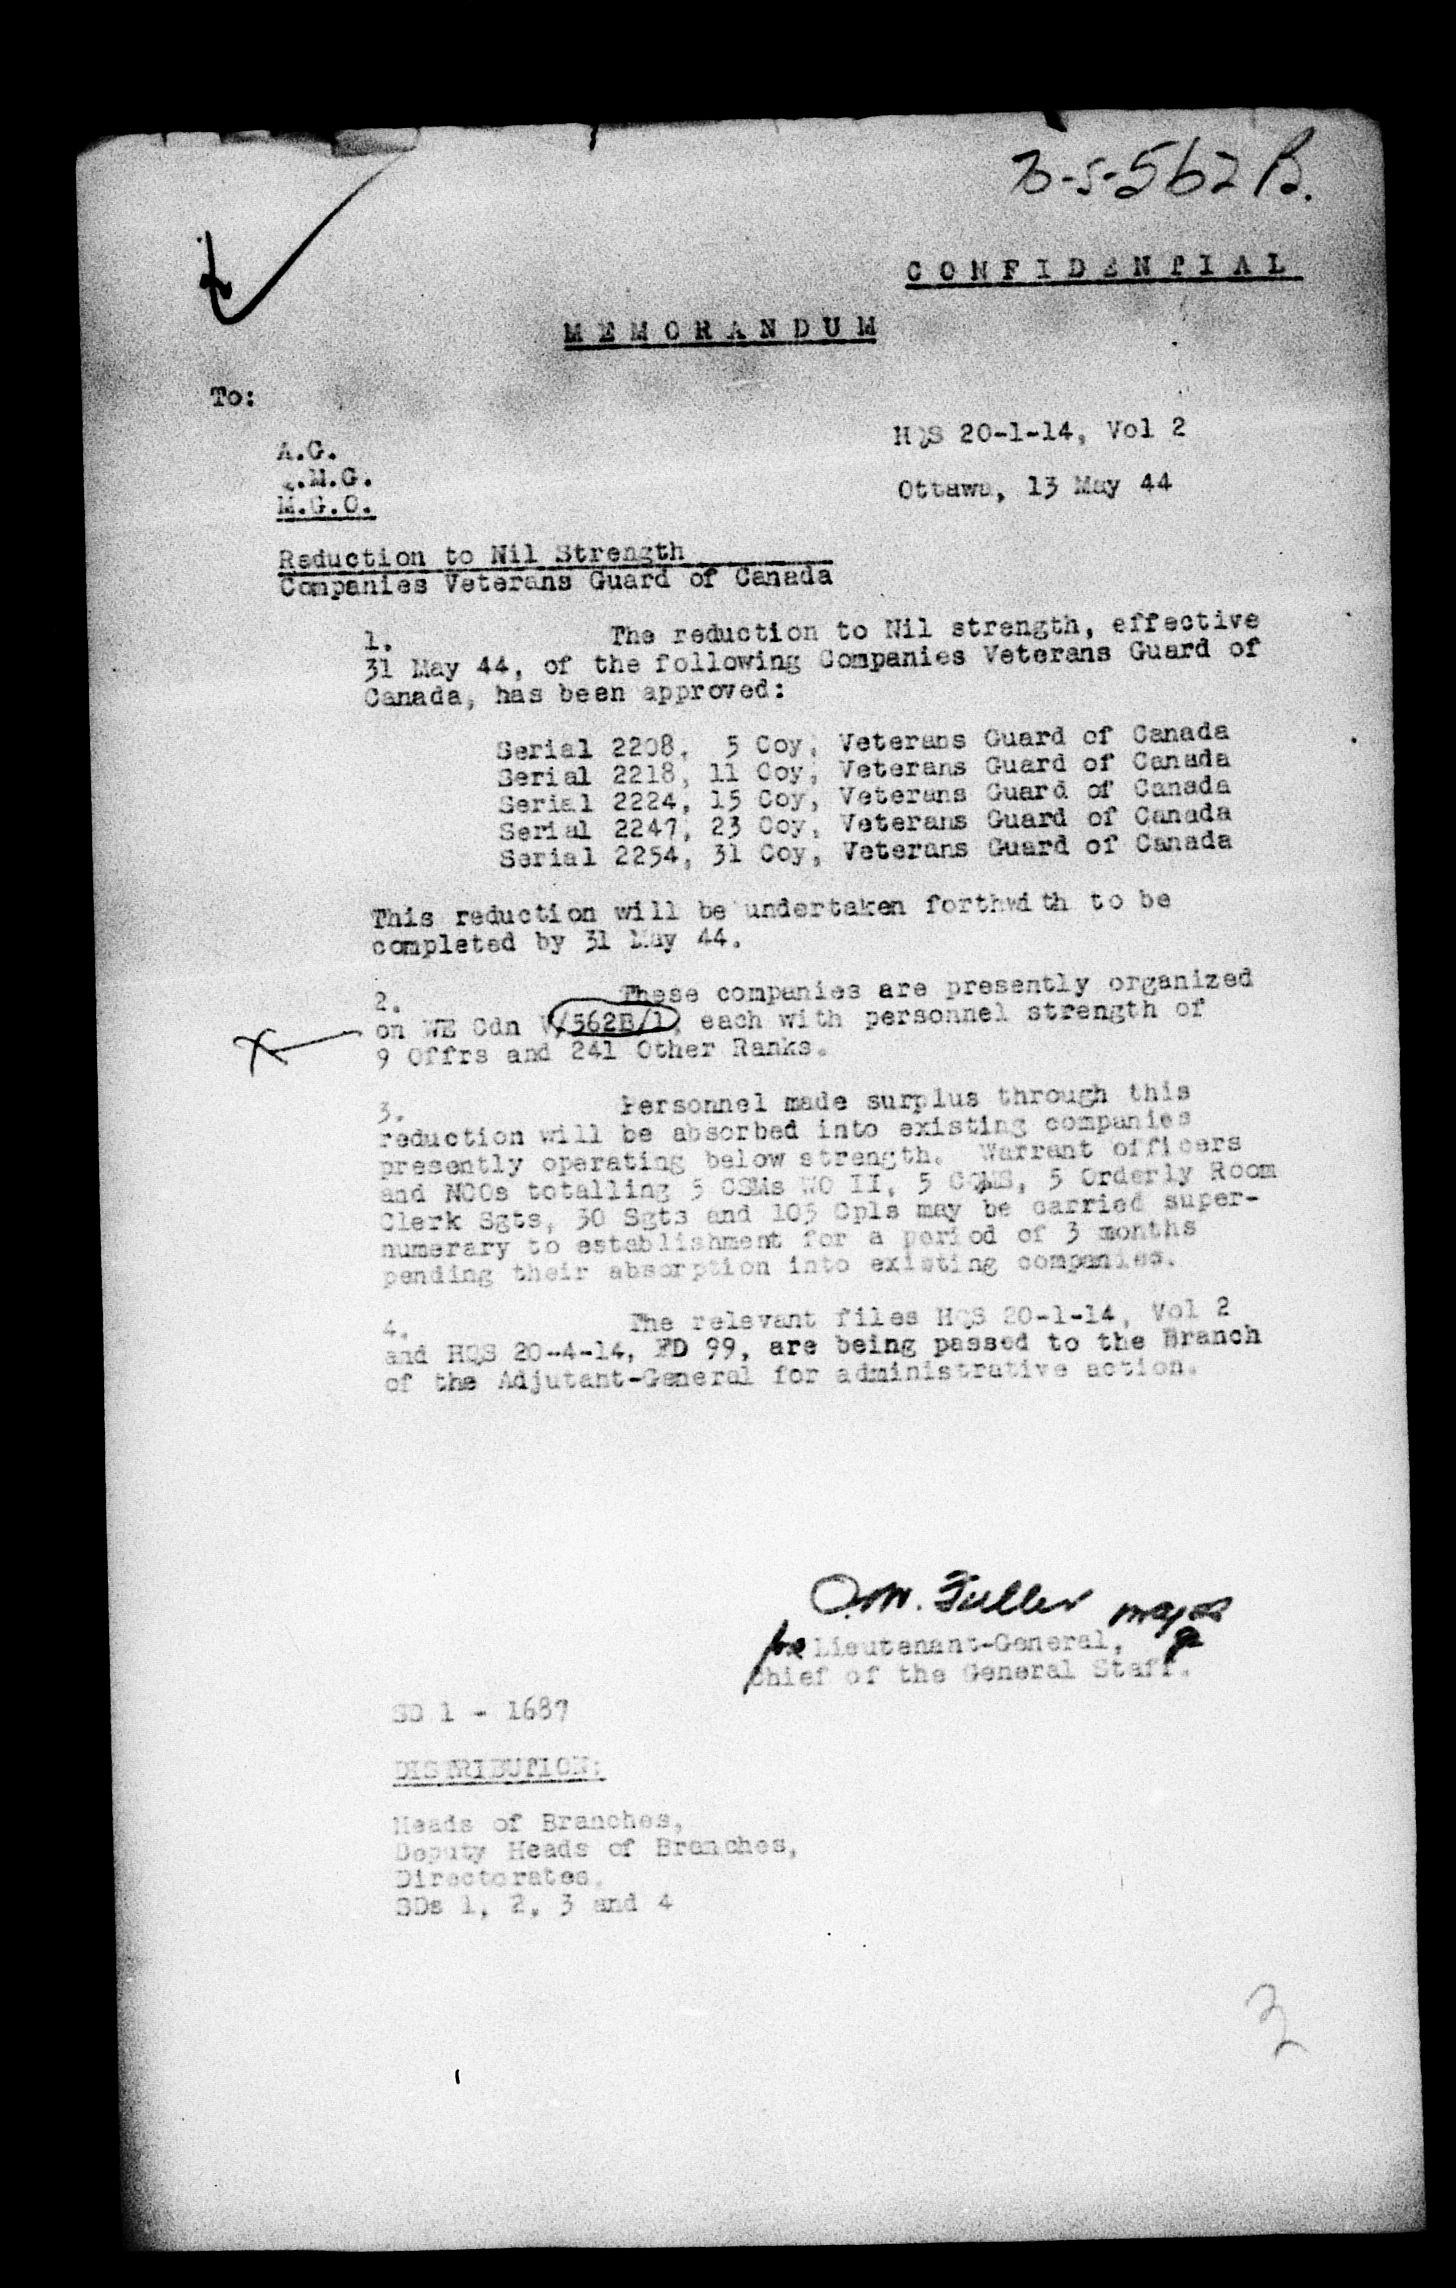 3-5-562 B.
CONFIDENTIAL
MEMORANDUM
To:
A.G.
Q.M.G.
M.G.O.
HQS 20-1-14, Vol 2
Ottawa, 13 May 44
Reduction to Nil Strength
Companies Veterans Guard of Canada
1. The reduction to Nil strength, effective
31 May 44, of the following Companies Veterans Guard of
Canada, has been approved:
Serial 2208, 5 Coy, Veterans Guard of Canada
Serial 2218, 11 Coy, Veterans Guard of Canada
Serial 2224, 15 Coy, Veterans Guard of Canada
Serial 2247, 23 Coy, Veterans Guard of Canada
Serial 2254, 31 Coy, Veterans Guard of Canada
This reduction will be undertaken forthwith to be
completed by 31 May 44.
2. These companies are presently organized
on WE Cdn V/562B/1, each with personnel strength of
9 Offrs and 241 Other Ranks.
3. Personnel made surplus through this
reduction will be absorbed into existing companies
presently operating below strength. Warrant officers
and NCOs totalling 5 CSMs WO II, 5 CQMS, 5 Orderly Room
Clerk Sgts, 30 Sgts and 105 Cpls may be carried super-
numerary to establishment for a period of 3 months
pending their absorption into existing companies.
4. The relevant files HQS 20-1-14, Vol 2
and HQS 20-4-14, FD 99, are being passed to the Branch
of the Adjutant-General for administrative action.
O.M. Fuller Major
for Lieutenant-General,
Chief of the General Staff.
SD 1 - 1687
DISTRIBUTION:
Heads of Branches,
Deputy Heads of Branches,
Directorates,
SDs 1, 2, 3 and 4